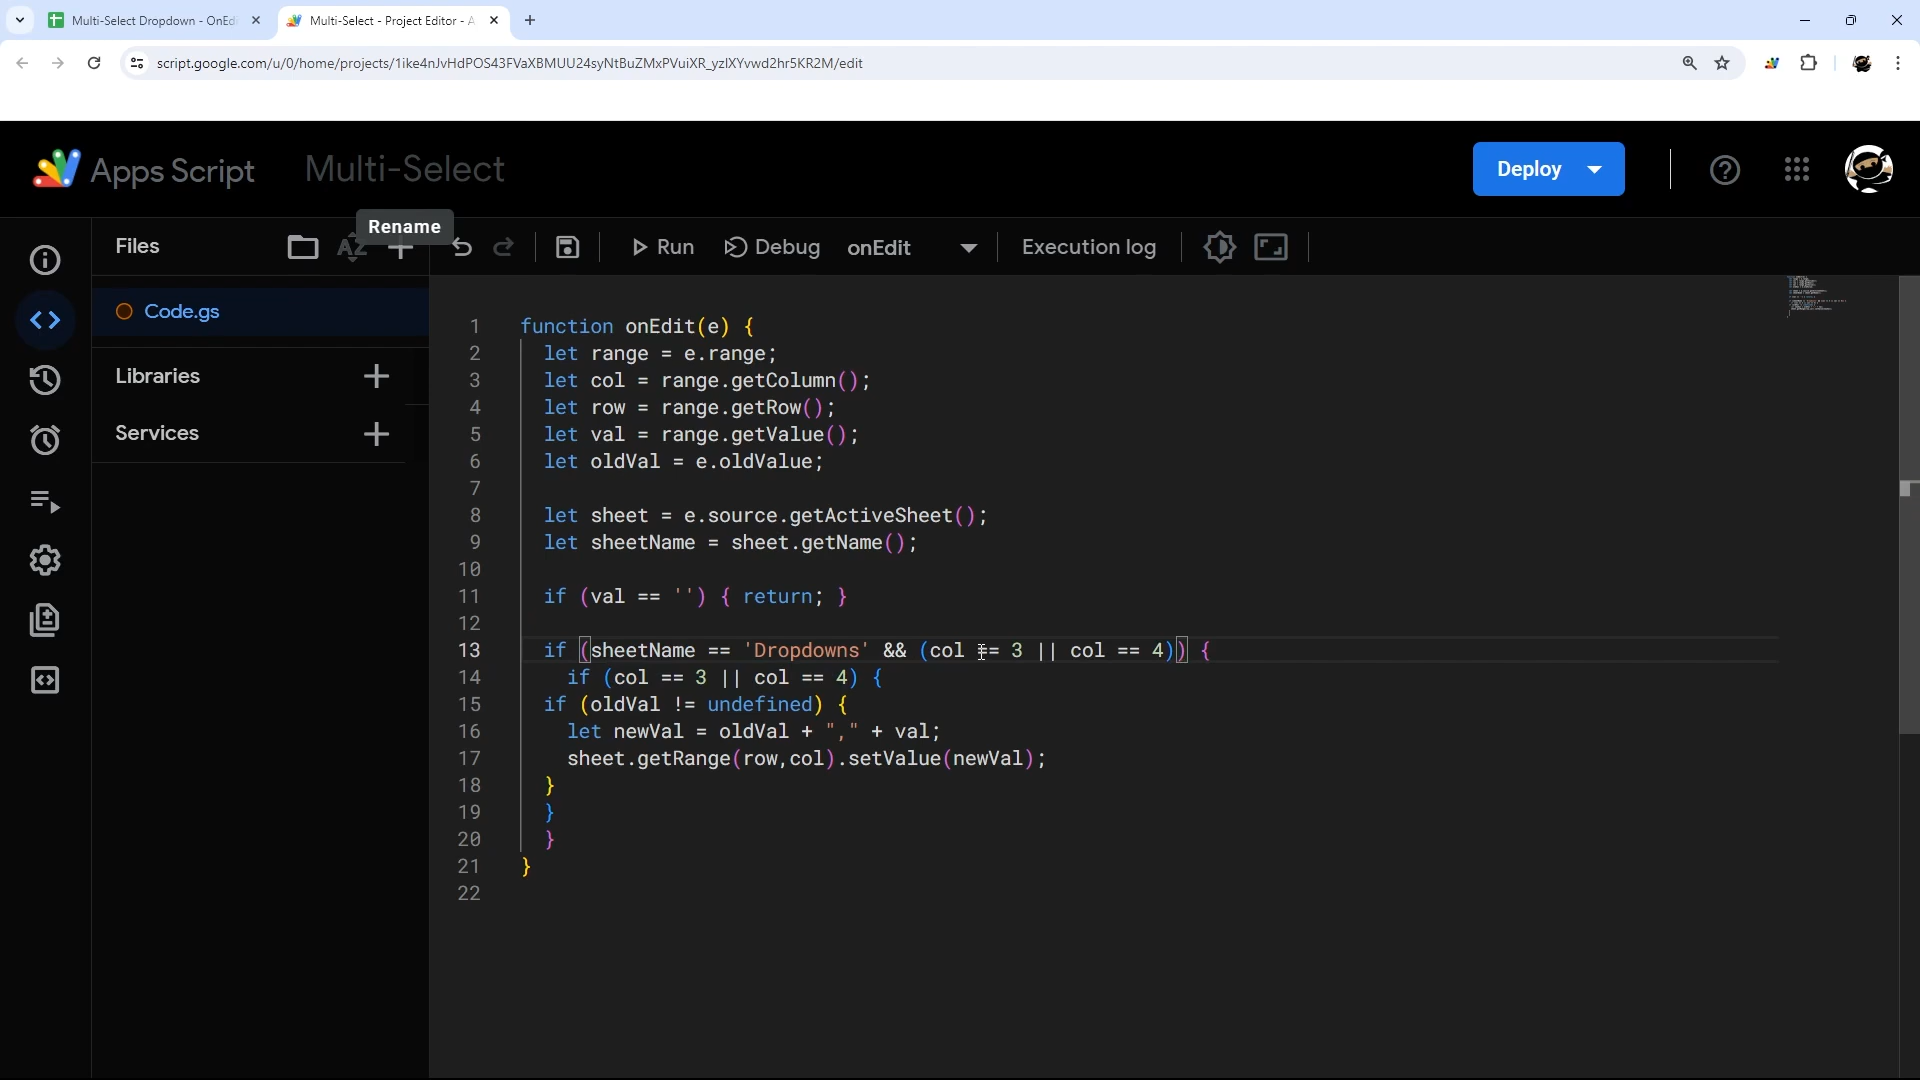 Multi-Select Dropdown - OnEd
Multi-Select - Project Editor - A
script.google.com/u/0/home/projects/1ike4nJvHdPOS43FVaXBMUU24syNtBuZMxPVuiXR_yzIXYvwd2hr5KR2M/edit
Apps Script
Multi-Select
Deploy
Rename
Files
AZ
Run
Debug
onEdit
Execution log
Code.gs
Libraries
Services
1 function onEdit(e) {
2 let range = e.range;
3 let col = range.getColumn();
4 let row = range.getRow();
5 let val = range.getValue();
6 let oldVal = e.oldValue;
7
8 let sheet = e.source.getActiveSheet();
9 let sheetName = sheet.getName();
10
11 if (val == '') { return; }
12
13 if (sheetName == 'Dropdowns' && (col == 3 || col == 4)) {
14 if (col == 3 || col == 4) {
15 if (oldVal != undefined) {
16 let newVal = oldVal + "," + val;
17 sheet.getRange(row,col).setValue(newVal);
18 }
19 }
20 }
21 }
22